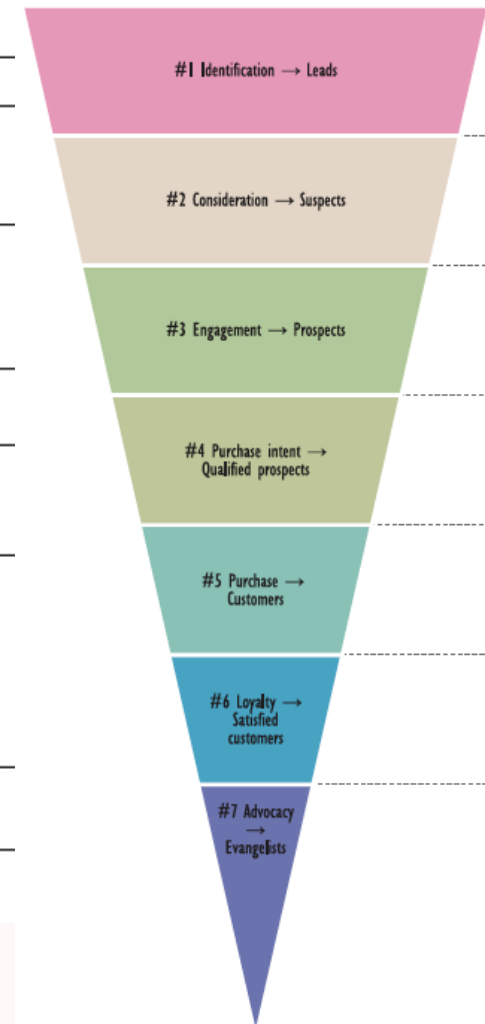 #1 Identification → Leads
#2 Consideration → Suspects
#3 Engagement → Prospects
#4 Purchase intent →
Qualified prospects
#5 Purchase →
Customers
#6 Loyalty →
Satisfied
customers
#7 Advocacy
→
Evangelists